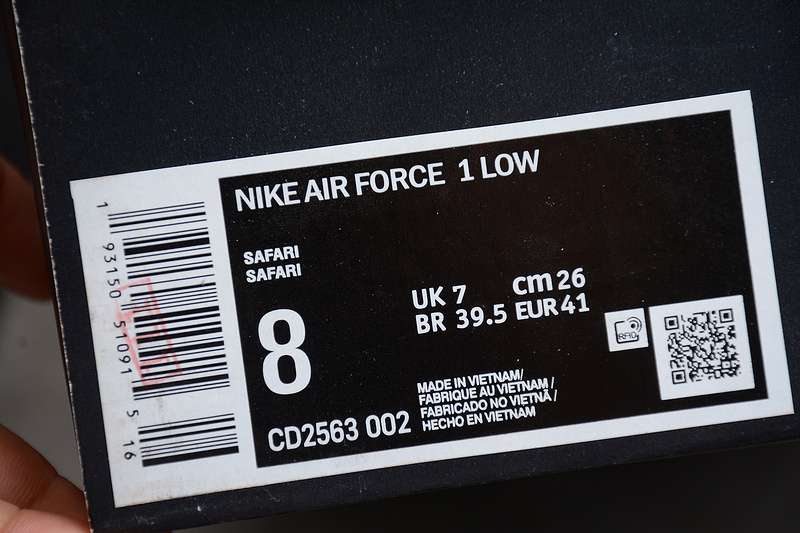 NIKE AIR FORCE 1 LOW
SAFARI
SAFARI
8
UK 7 cm 26
BR 39.5 EUR 41
RFID
MADE IN VIETNAM/
FABRIQUE AU VIETNAM /
FABRICADO NO VIETNÃ /
HECHO EN VIETNAM
CD2563 002
1 93150 51091 5 16